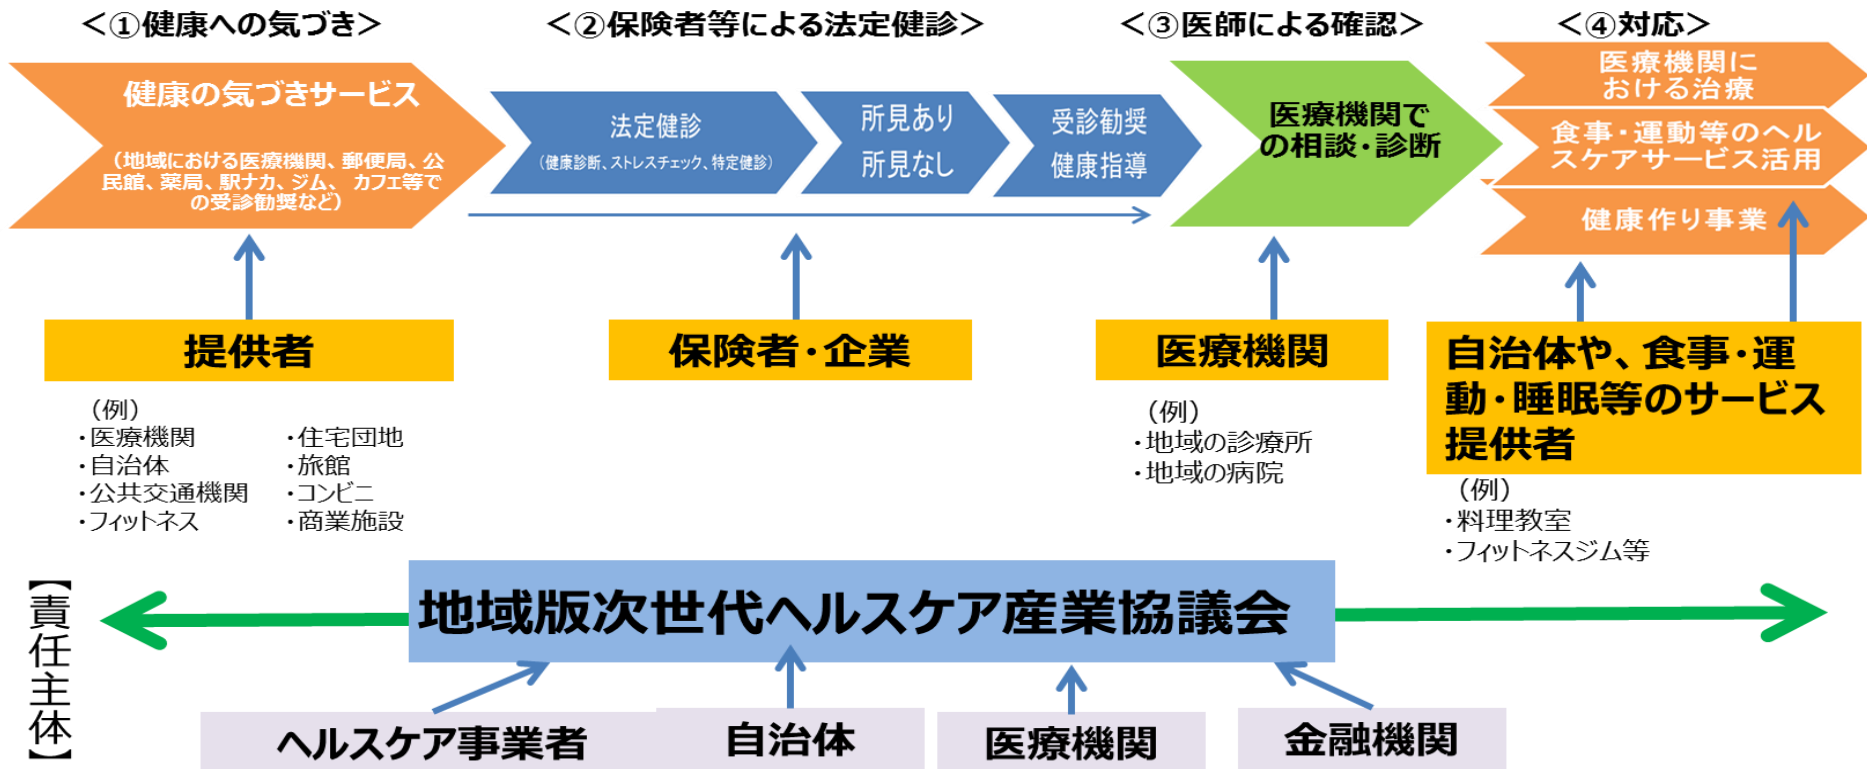 <①健康への気づき>
<②保険者等による法定健診>
<③医師による確認>
<④対応>
健康の気づきサービス
（地域における医療機関、郵便局、公
民館、薬局、駅ナカ、ジム、 カフェ等で
の受診勧奨など）
法定健診
（健康診断、ストレスチェック、特定健診）
所見あり
所見なし
受診勧奨
健康指導
医療機関で
の相談・診断
医療機関に
おける治療
食事・運動等のヘル
スケアサービス活用
健康作り事業
提供者
（例）
・医療機関
・自治体
・公共交通機関
・フィットネス
・住宅団地
・旅館
・コンビニ
・商業施設
保険者・企業
医療機関
（例）
・地域の診療所
・地域の病院
自治体や、食事・運
動・睡眠等のサービス
提供者
（例）
・料理教室
・フィットネスジム等
【責任主体】
地域版次世代ヘルスケア産業協議会
ヘルスケア事業者
自治体
医療機関
金融機関